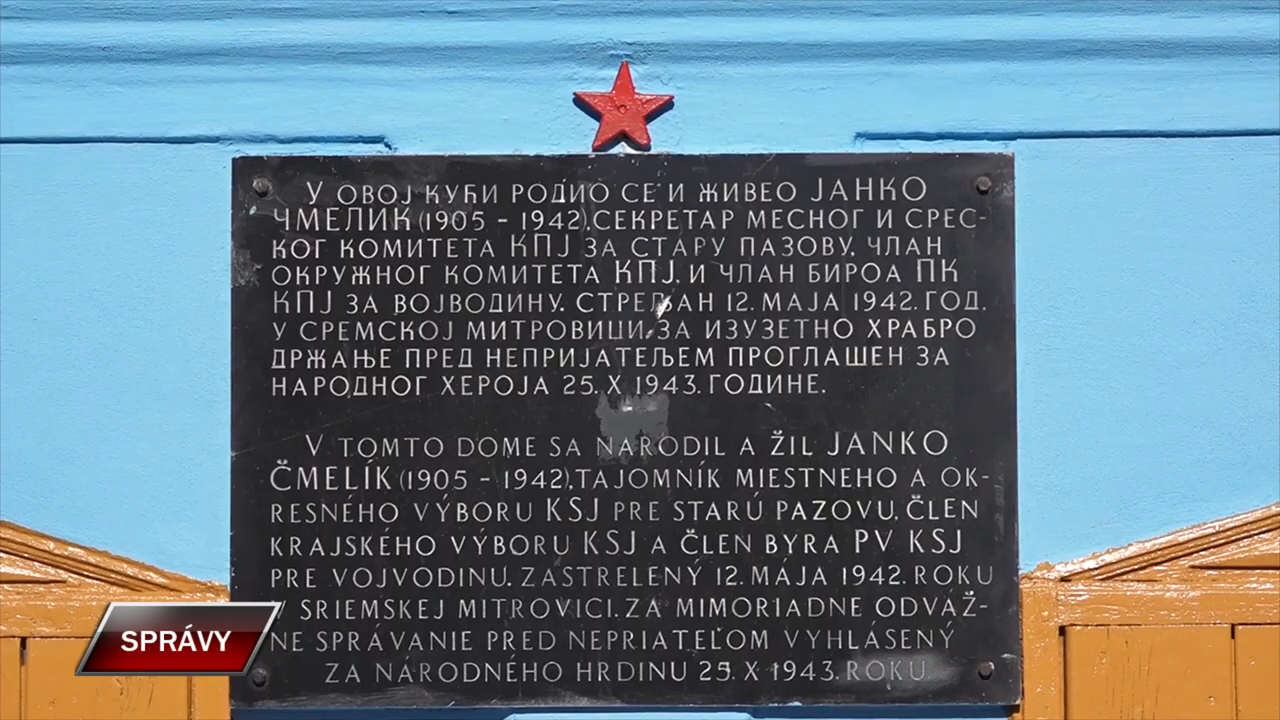 У ОВОЈ КУЋИ РОДИО СЕ И ЖИВЕО ЈАНКО
ЧМЕЛИК (1905 - 1942), СЕКРЕТАР МЕСНОГ И СРЕС-
КОГ КОМИТЕТА КПЈ ЗА СТАРУ ПАЗОВУ, ЧЛАН
ОКРУЖНОГ КОМИТЕТА КПЈ, И ЧЛАН БИРОА ПК
КПЈ ЗА ВОЈВОДИНУ. СТРЕЉАН 12. МАЈА 1942. ГОД.
У СРЕМСКОЈ МИТРОВИЦИ. ЗА ИЗУЗЕТНО ХРАБРО
ДРЖАЊЕ ПРЕД НЕПРИЈАТЕЉЕМ ПРОГЛАШЕН ЗА
НАРОДНОГ ХЕРОЈА 25. X 1943. ГОДИНЕ.
V TOMTO DOME SA NARODIL A ŽIL JANKO
ČMELÍK (1905 - 1942), TAJOMNÍK MIESTNEHO A OK-
RESNÉHO VÝBORU KSJ PRE STARÚ PAZOVU, ČLEN
KRAJSKÉHO VÝBORU KSJ A ČLEN BYRA PV KSJ
PRE VOJVODINU. ZASTRELENÝ 12. MÁJA 1942. ROKU
V SRIEMSKEJ MITROVICI. ZA MIMORIADNE ODVÁŽ-
NE SPRÁVANIE PRED NEPRIATEĽOM VYHLÁSENÝ
ZA NÁRODNÉHO HRDINU 25. X 1943. ROKU.
SPRÁVY